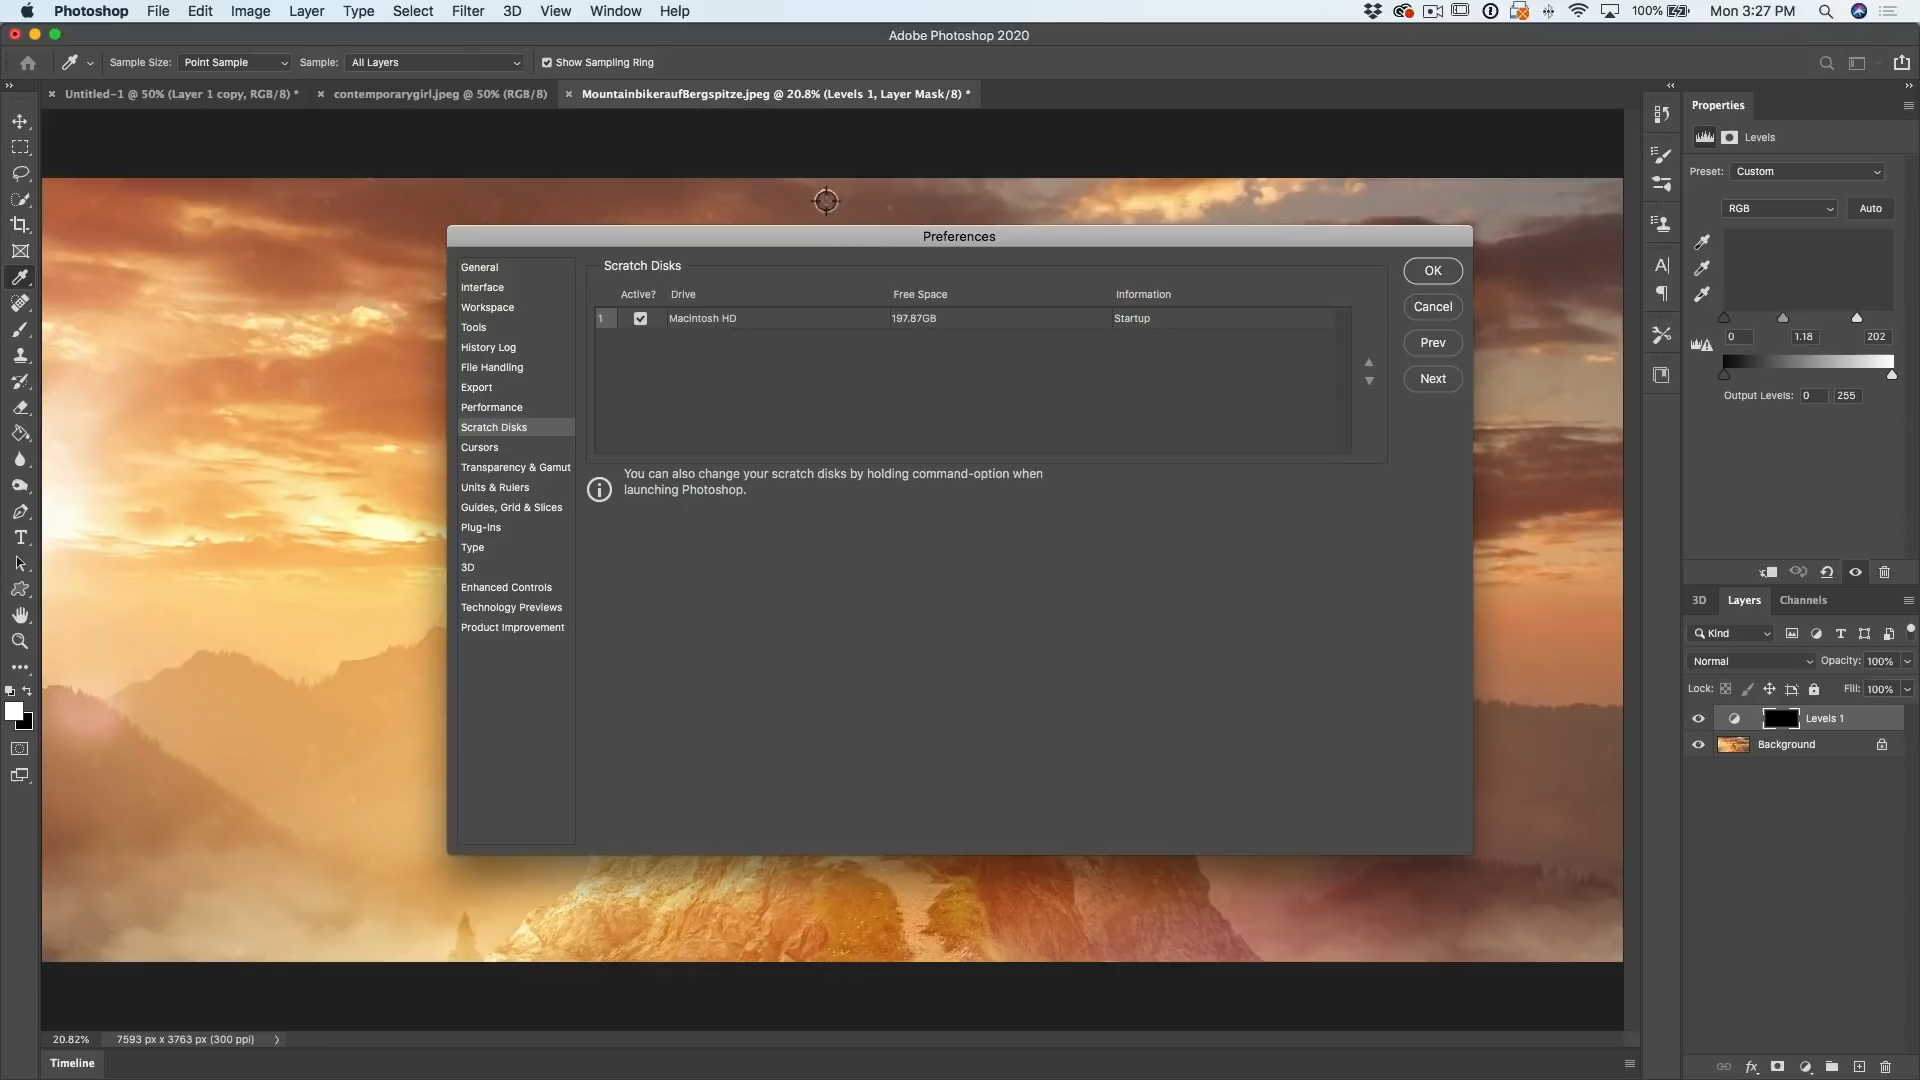 Photoshop File Edit Image Layer Type Select Filter 3D View Window Help 100% Mon 3:27 PM
Adobe Photoshop 2020
Sample Size: Point Sample Sample: All Layers Show Sampling Ring
Untitled-1 @ 50% (Layer 1 copy, RGB/8) * contemporarygirl.jpeg @ 50% (RGB/8) MountainbikeraufBergspitze.jpeg @ 20.8% (Levels 1, Layer Mask/8) *
Preferences
General
Interface
Workspace
Tools
History Log
File Handling
Export
Performance
Scratch Disks
Cursors
Transparency & Gamut
Units & Rulers
Guides, Grid & Slices
Plug-Ins
Type
3D
Enhanced Controls
Technology Previews
Product Improvement
Scratch Disks
Active? Drive Free Space Information
1 Macintosh HD 197.87GB Startup
You can also change your scratch disks by holding command-option when
launching Photoshop.
OK
Cancel
Prev
Next
Properties
Levels
Preset: Custom
RGB Auto
0 1.18 202
Output Levels: 0 255
3D Layers Channels
Kind
Normal Opacity: 100%
Lock: Fill: 100%
Levels 1
Background
20.82% 7593 px x 3763 px (300 ppi)
Timeline